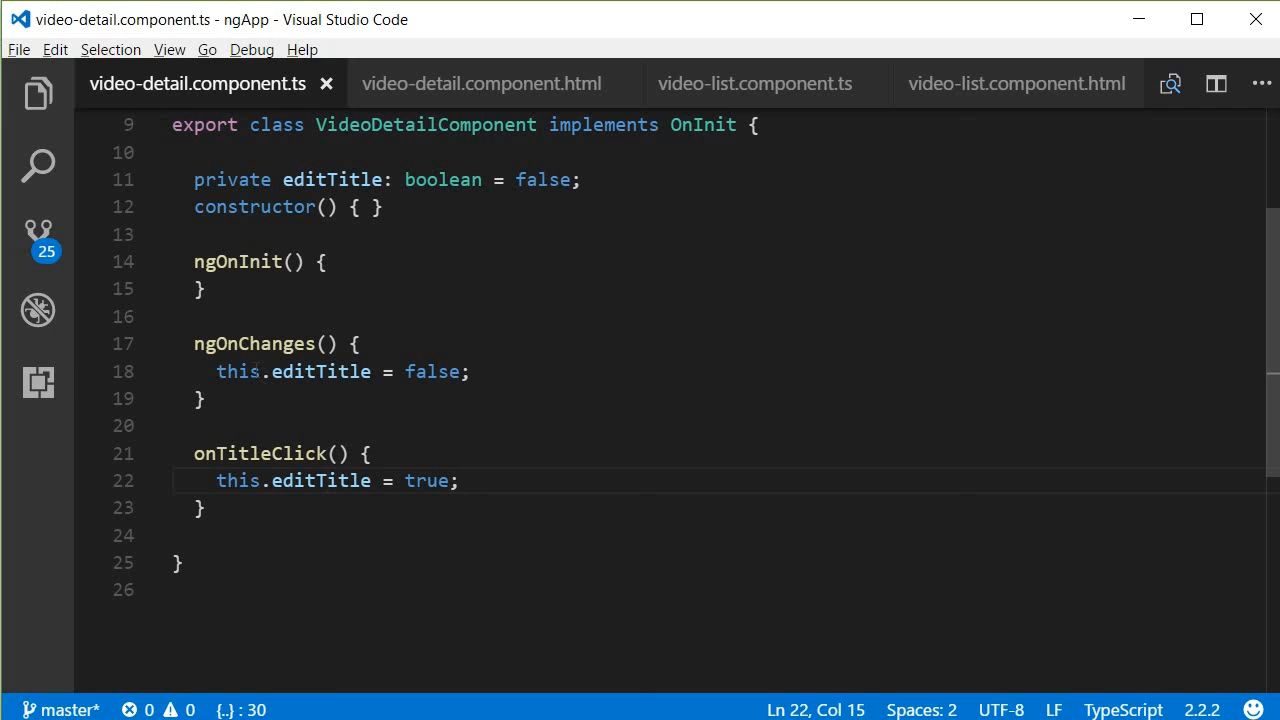 video-detail.component.ts - ngApp - Visual Studio Code
File Edit Selection View Go Debug Help
video-detail.component.ts video-detail.component.html video-list.component.ts video-list.component.html
9 export class VideoDetailComponent implements OnInit {
10
11 private editTitle: boolean = false;
12 constructor() { }
13
14 ngOnInit() {
15 }
16
17 ngOnChanges() {
18 this.editTitle = false;
19 }
20
21 onTitleClick() {
22 this.editTitle = true;
23 }
24
25 }
26
25
master* 0 0 {..} : 30 Ln 22, Col 15 Spaces: 2 UTF-8 LF TypeScript 2.2.2